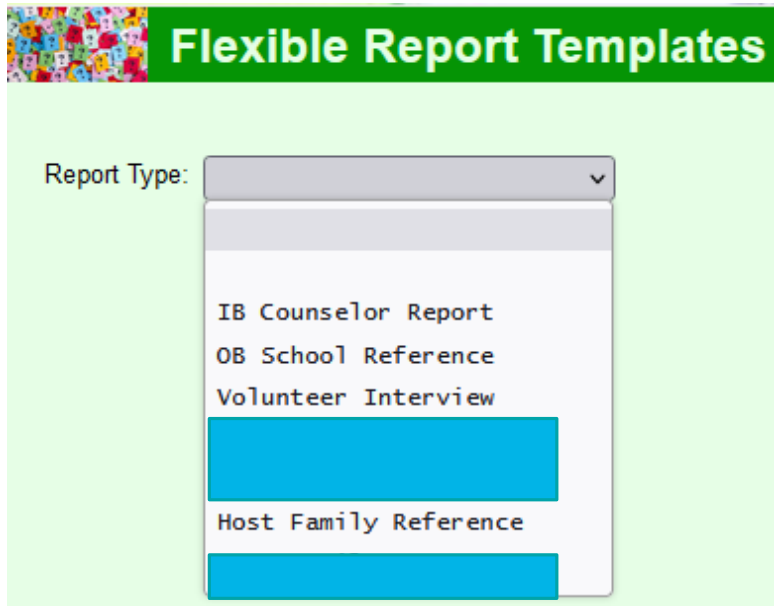 Flexible Report Templates
Report Type:
IB Counselor Report
OB School Reference
Volunteer Interview
Host Family Reference